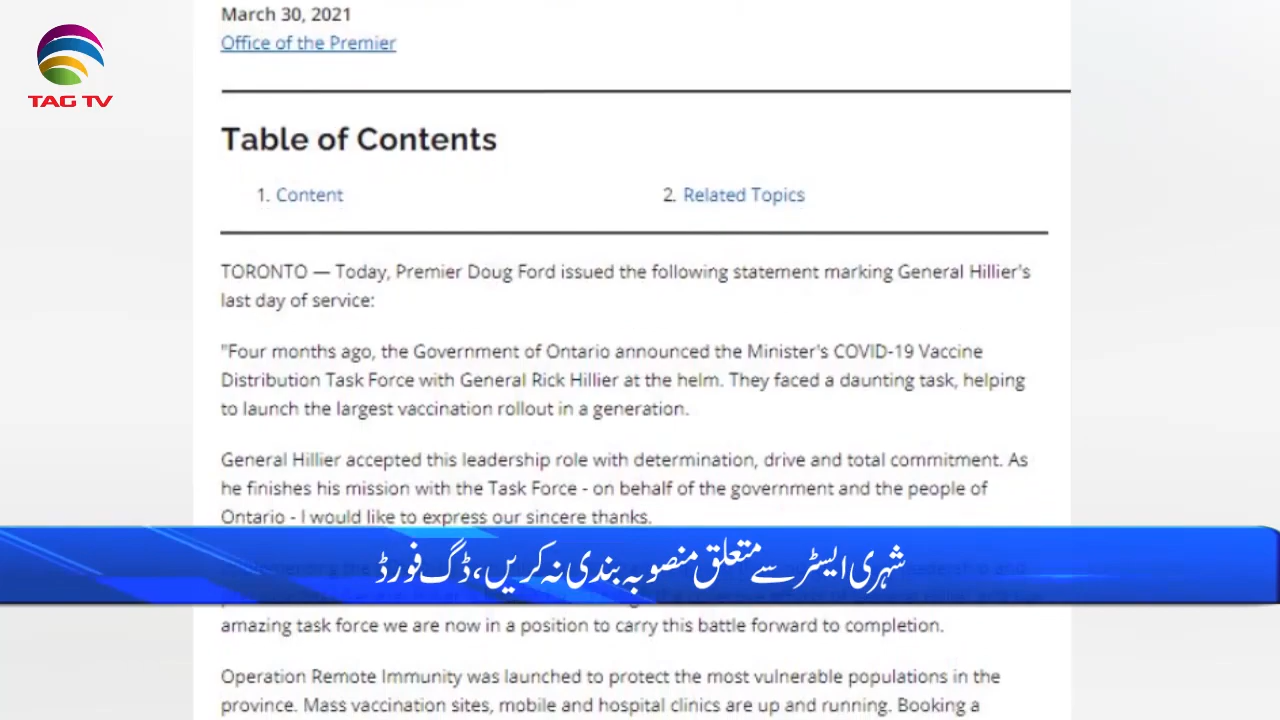 March 30, 2021
Office of the Premier
TAG TV
Table of Contents
1. Content
2. Related Topics
TORONTO — Today, Premier Doug Ford issued the following statement marking General Hillier's
last day of service:
"Four months ago, the Government of Ontario announced the Minister's COVID-19 Vaccine
Distribution Task Force with General Rick Hillier at the helm. They faced a daunting task, helping
to launch the largest vaccination rollout in a generation.
General Hillier accepted this leadership role with determination, drive and total commitment. As
he finishes his mission with the Task Force - on behalf of the government and the people of
Ontario - I would like to express our sincere thanks.
شہری ایسٹر سے متعلق منصوبہ بندی نہ کریں، ڈگ فورڈ
amazing task force we are now in a position to carry this battle forward to completion.
Operation Remote Immunity was launched to protect the most vulnerable populations in the
province. Mass vaccination sites, mobile and hospital clinics are up and running. Booking a